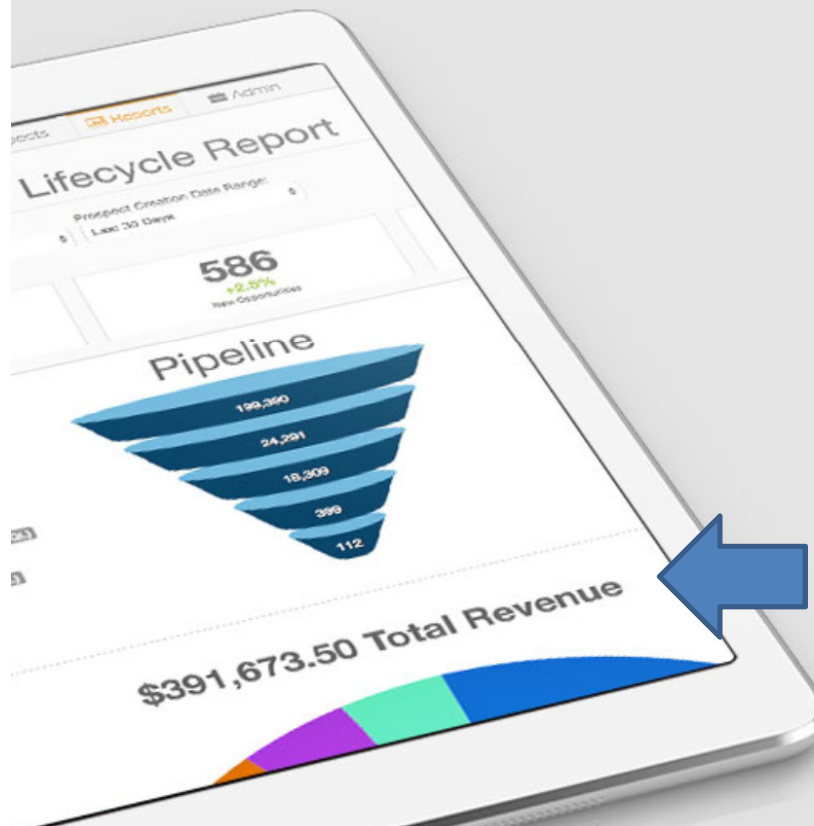 Reports Admin
Lifecycle Report
Prospect Creation Date Range:
Last 30 Days
586
+2.5%
New Opportunities
Pipeline
199,390
24,291
18,309
399
112
$391,673.50 Total Revenue